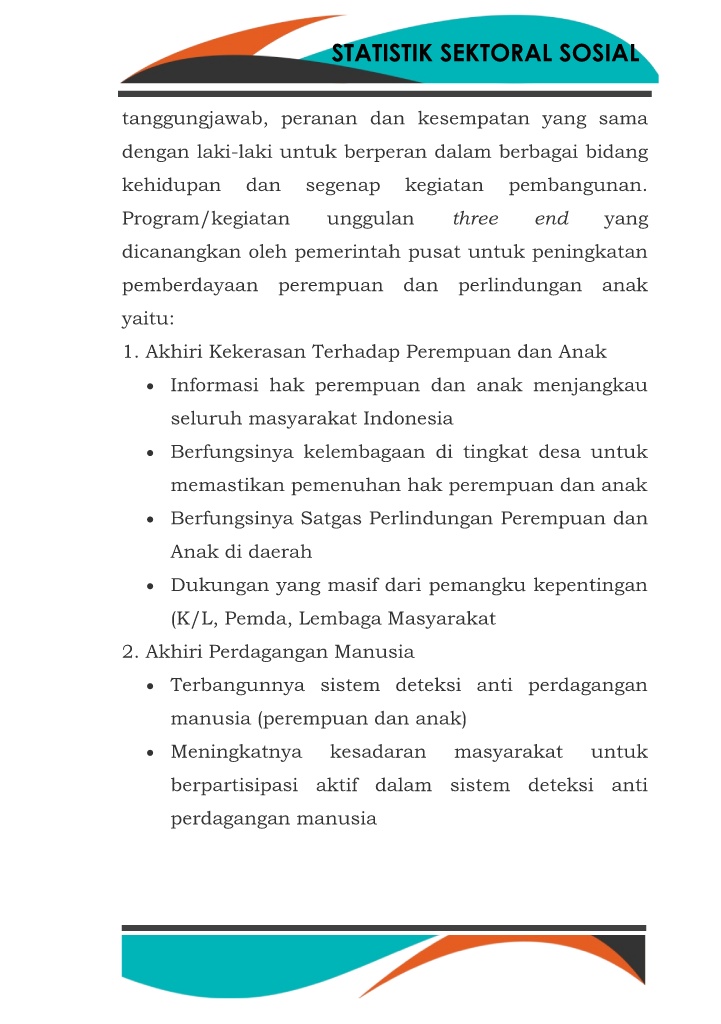 STATISTIK SEKTORAL SOSIAL
tanggungjawab, peranan dan kesempatan yang sama
dengan laki-laki untuk berperan dalam berbagai bidang
kehidupan dan segenap kegiatan pembangunan.
Program/kegiatan unggulan three end yang
dicanangkan oleh pemerintah pusat untuk peningkatan
pemberdayaan perempuan dan perlindungan anak
yaitu:
1. Akhiri Kekerasan Terhadap Perempuan dan Anak
• Informasi hak perempuan dan anak menjangkau
seluruh masyarakat Indonesia
• Berfungsinya kelembagaan di tingkat desa untuk
memastikan pemenuhan hak perempuan dan anak
• Berfungsinya Satgas Perlindungan Perempuan dan
Anak di daerah
• Dukungan yang masif dari pemangku kepentingan
(K/L, Pemda, Lembaga Masyarakat
2. Akhiri Perdagangan Manusia
• Terbangunnya sistem deteksi anti perdagangan
manusia (perempuan dan anak)
• Meningkatnya kesadaran masyarakat untuk
berpartisipasi aktif dalam sistem deteksi anti
perdagangan manusia